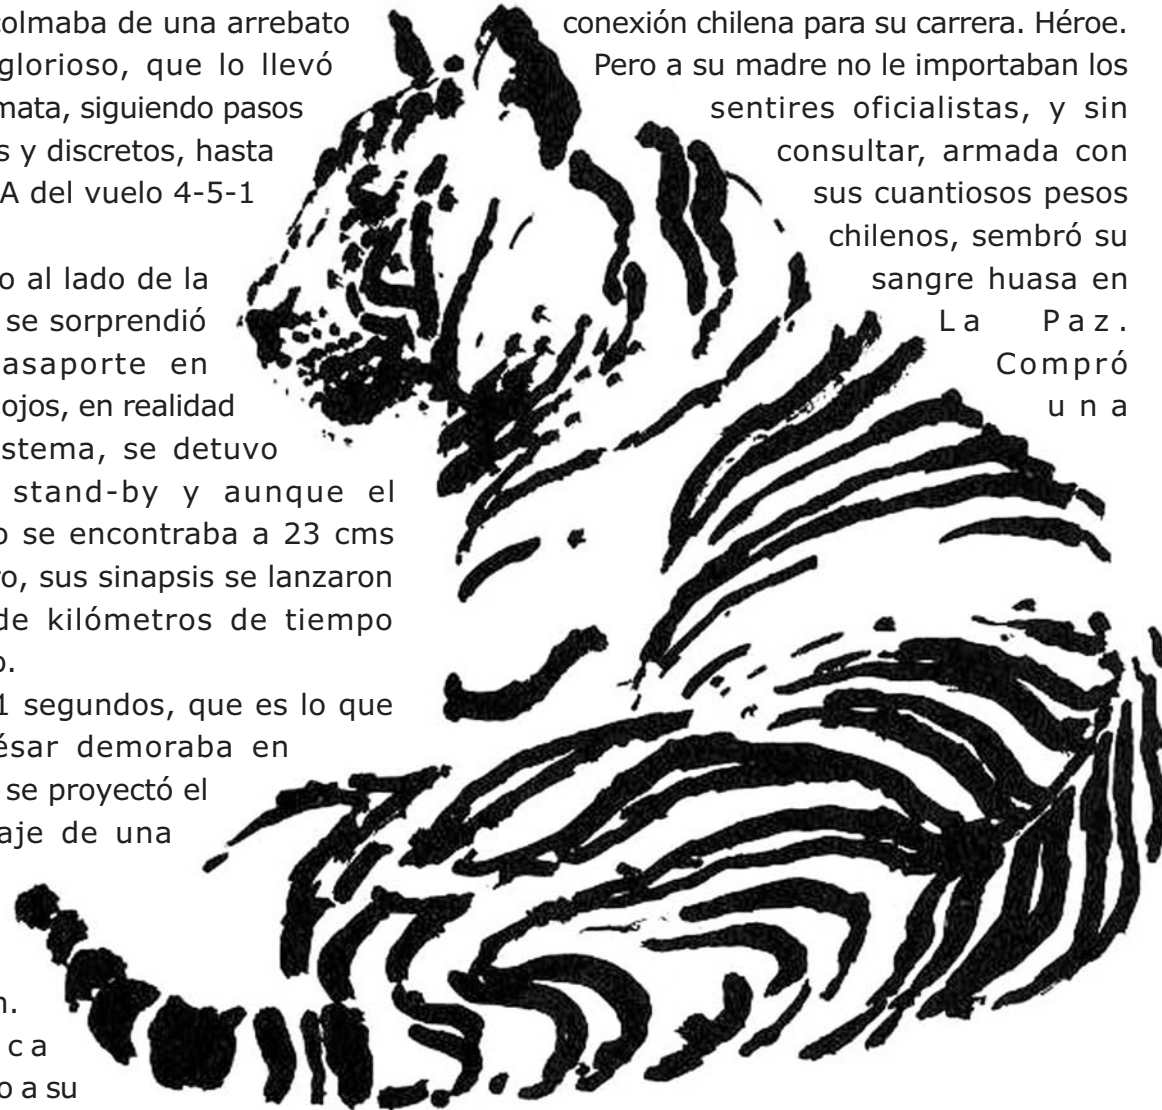 colmaba de una arrebato
glorioso, que lo llevó
mata, siguiendo pasos
s y discretos, hasta
A del vuelo 4-5-1
o al lado de la
se sorprendió
asaporte en
ojos, en realidad
stema, se detuvo
stand-by y aunque el
o se encontraba a 23 cms
ro, sus sinapsis se lanzaron
de kilómetros de tiempo
o.
1 segundos, que es lo que
ésar demoraba en
se proyectó el
aje de una
n.
ca
o a su
conexión chilena para su carrera. Héroe.
Pero a su madre no le importaban los
sentires oficialistas, y sin
consultar, armada con
sus cuantiosos pesos
chilenos, sembró su
sangre huasa en
La Paz.
Compró
una